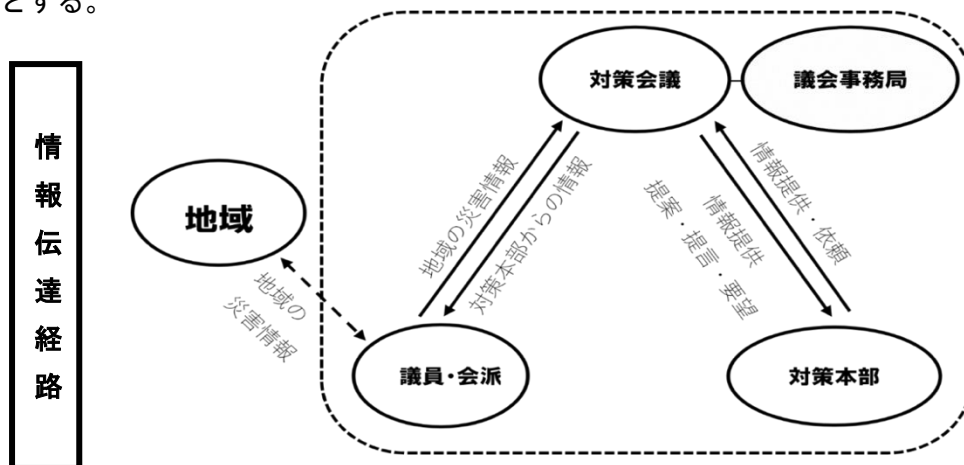 とする。
情報伝達経路
対策会議
議会事務局
地域
地域の災害情報
対策本部からの情報
情報提供
提案・提言・要望
情報提供・依頼
地域の
災害情報
議員・会派
対策本部